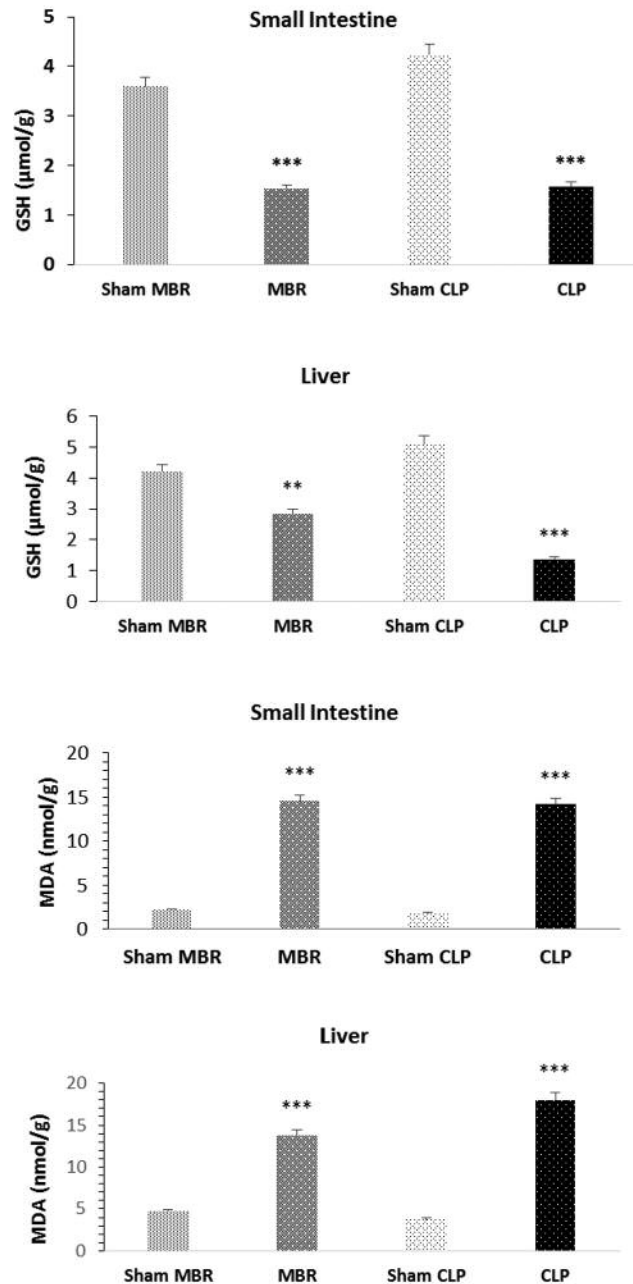 Small Intestine
GSH (μmol/g)
5
4
3
2
1
0
***
***
Sham MBR MBR Sham CLP CLP
Liver
GSH (μmol/g)
6
5
4
3
2
1
0
**
***
Sham MBR MBR Sham CLP CLP
Small Intestine
MDA (nmol/g)
20
15
10
5
0
***
***
Sham MBR MBR Sham CLP CLP
Liver
MDA (nmol/g)
20
15
10
5
0
***
***
Sham MBR MBR Sham CLP CLP